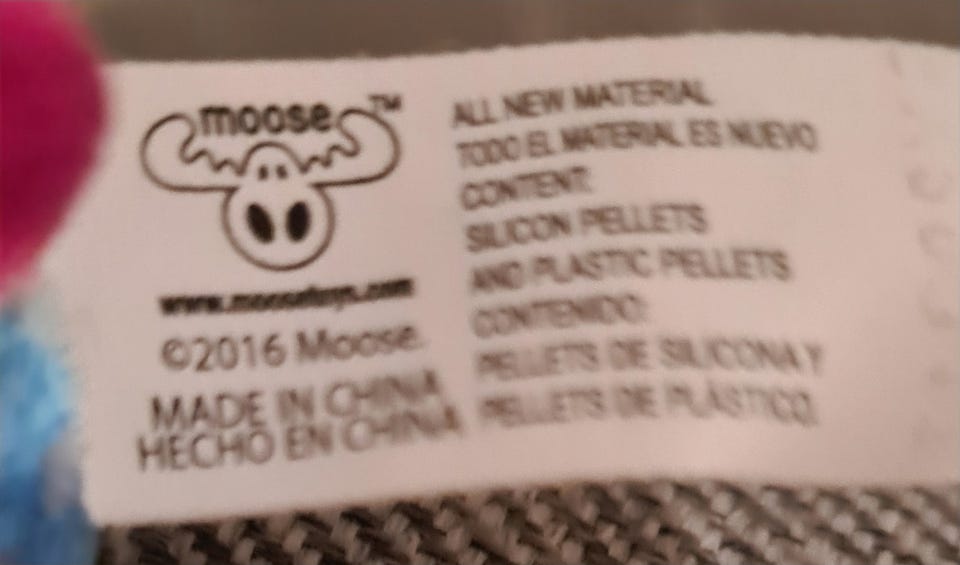 moose™
www.moosetoys.com
©2016 Moose.
MADE IN CHINA
HECHO EN CHINA
ALL NEW MATERIAL
TODO EL MATERIAL ES NUEVO
CONTENT:
SILICON PELLETS
AND PLASTIC PELLETS
CONTENIDO:
PELLETS DE SILICONA Y
PELLETS DE PLÁSTICO.